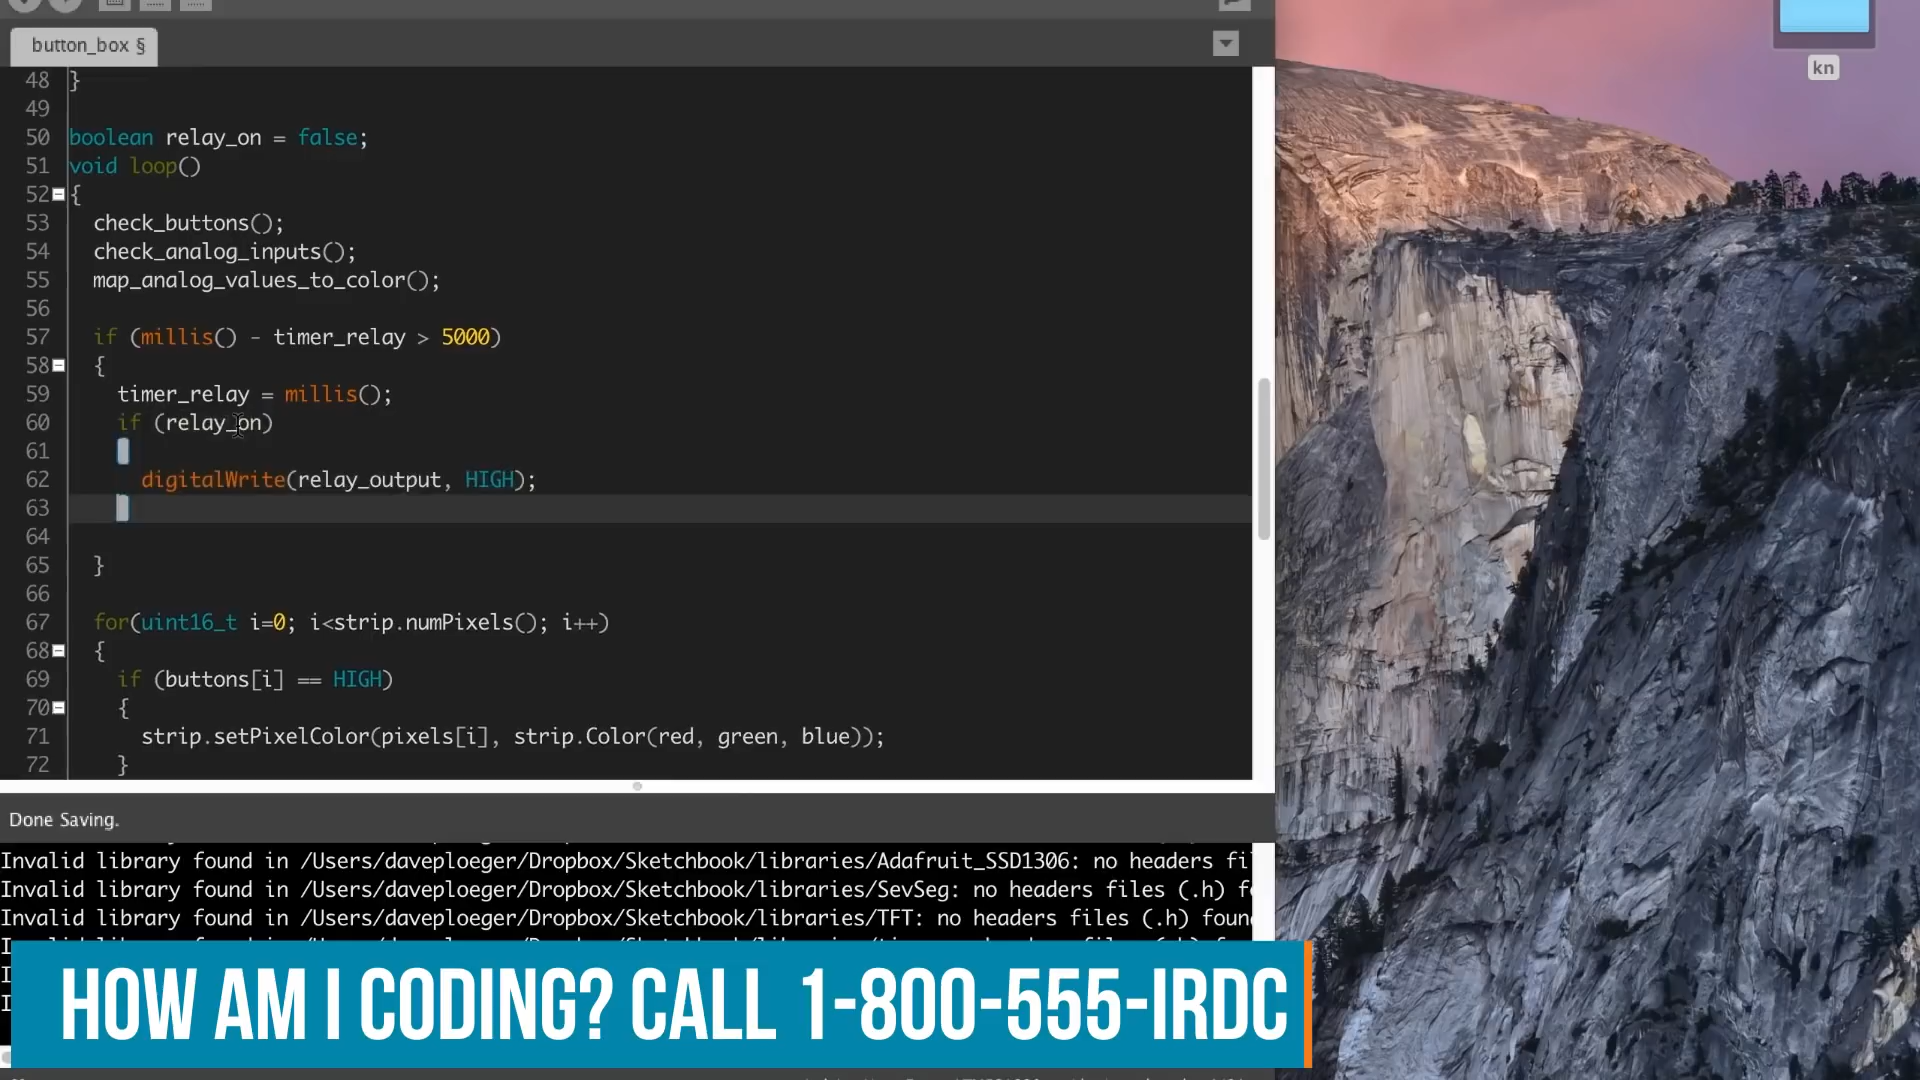 button_box §
kn
48 }
49
50 boolean relay_on = false;
51 void loop()
52 {
53 check_buttons();
54 check_analog_inputs();
55 map_analog_values_to_color();
56
57 if (millis() - timer_relay > 5000)
58 {
59 timer_relay = millis();
60 if (relay_on)
61 {
62 digitalWrite(relay_output, HIGH);
63 }
64
65 }
66
67 for(uint16_t i=0; i<strip.numPixels(); i++)
68 {
69 if (buttons[i] == HIGH)
70 {
71 strip.setPixelColor(pixels[i], strip.Color(red, green, blue));
72 }
Done Saving.
Invalid library found in /Users/daveploeger/Dropbox/Sketchbook/libraries/Adafruit_SSD1306: no headers fi
Invalid library found in /Users/daveploeger/Dropbox/Sketchbook/libraries/SevSeg: no headers files (.h) f
Invalid library found in /Users/daveploeger/Dropbox/Sketchbook/libraries/TFT: no headers files (.h) foun
HOW AM I CODING? CALL 1-800-555-IRDC